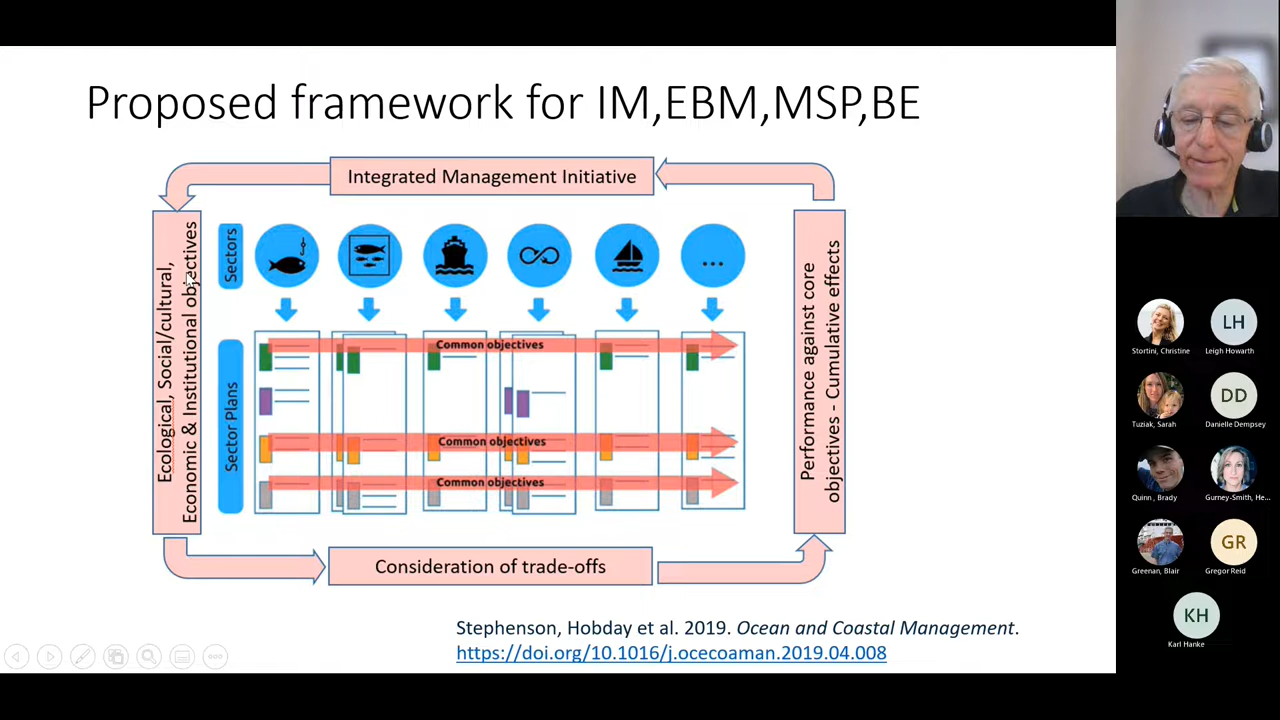 Proposed framework for IM,EBM,MSP,BE
Integrated Management Initiative
Ecological, Social/cultural,
Economic & Institutional objectives
Sectors
...
Sector Plans
Common objectives
Common objectives
Common objectives
Performance against core
objectives - Cumulative effects
Consideration of trade-offs
Stephenson, Hobday et al. 2019. Ocean and Coastal Management.
https://doi.org/10.1016/j.ocecoaman.2019.04.008
LH
Stortini, Christine
Leigh Howarth
DD
Tuziak, Sarah
Danielle Dempsey
Quinn , Brady
Gurney-Smith, He...
GR
Greenan, Blair
Gregor Reid
KH
Karl Hanke